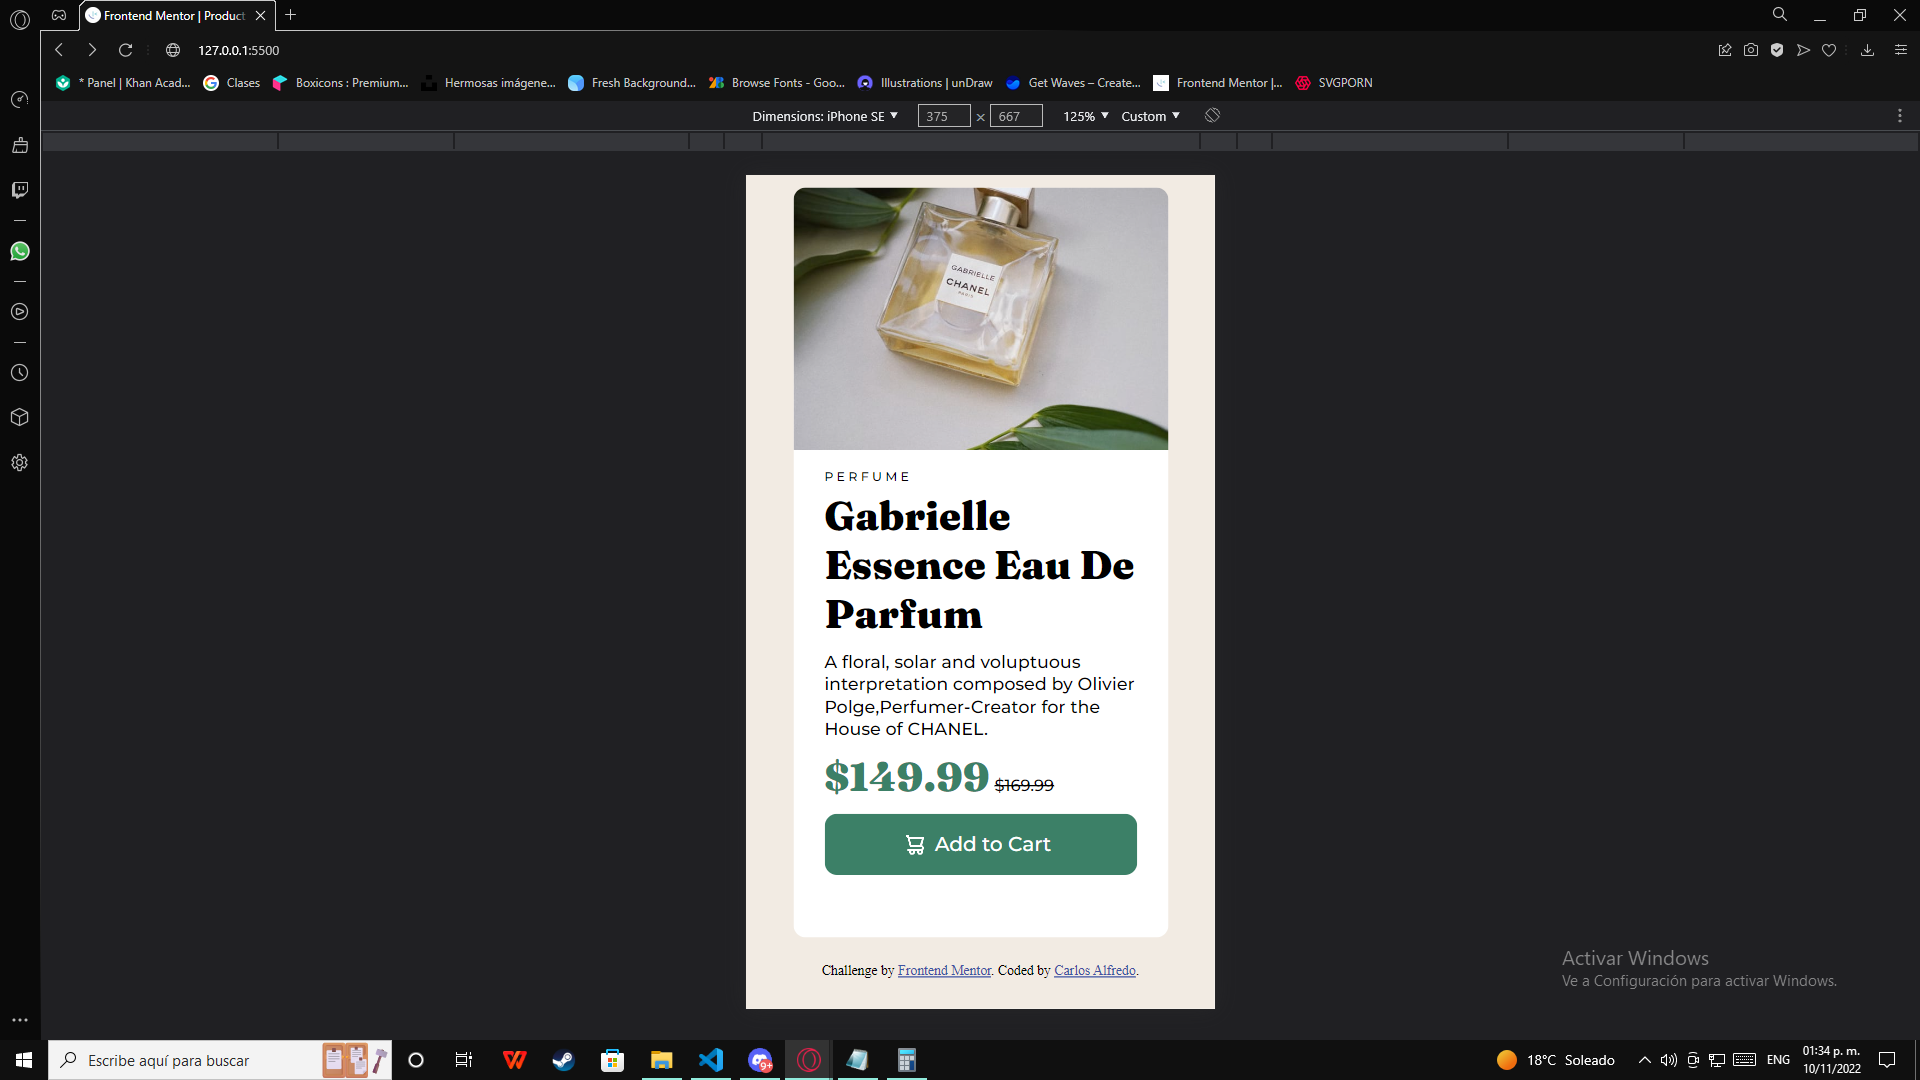 Frontend Mentor | Product
127.0.0.1:5500
* Panel | Khan Acad...
Clases
Boxicons : Premium...
Hermosas imágene...
Fresh Background...
Browse Fonts - Goo...
Illustrations | unDraw
Get Waves – Create...
Frontend Mentor |...
SVGPORN
Dimensions: iPhone SE
375 × 667
125%
Custom
GABRIELLE
CHANEL
PARIS
PERFUME
Gabrielle
Essence Eau De
Parfum
A floral, solar and voluptuous
interpretation composed by Olivier
Polge,Perfumer-Creator for the
House of CHANEL.
$149.99 $169.99
Add to Cart
Challenge by Frontend Mentor. Coded by Carlos Alfredo.
Activar Windows
Ve a Configuración para activar Windows.
Escribe aquí para buscar
9+
18°C Soleado
ENG
01:34 p. m.
10/11/2022